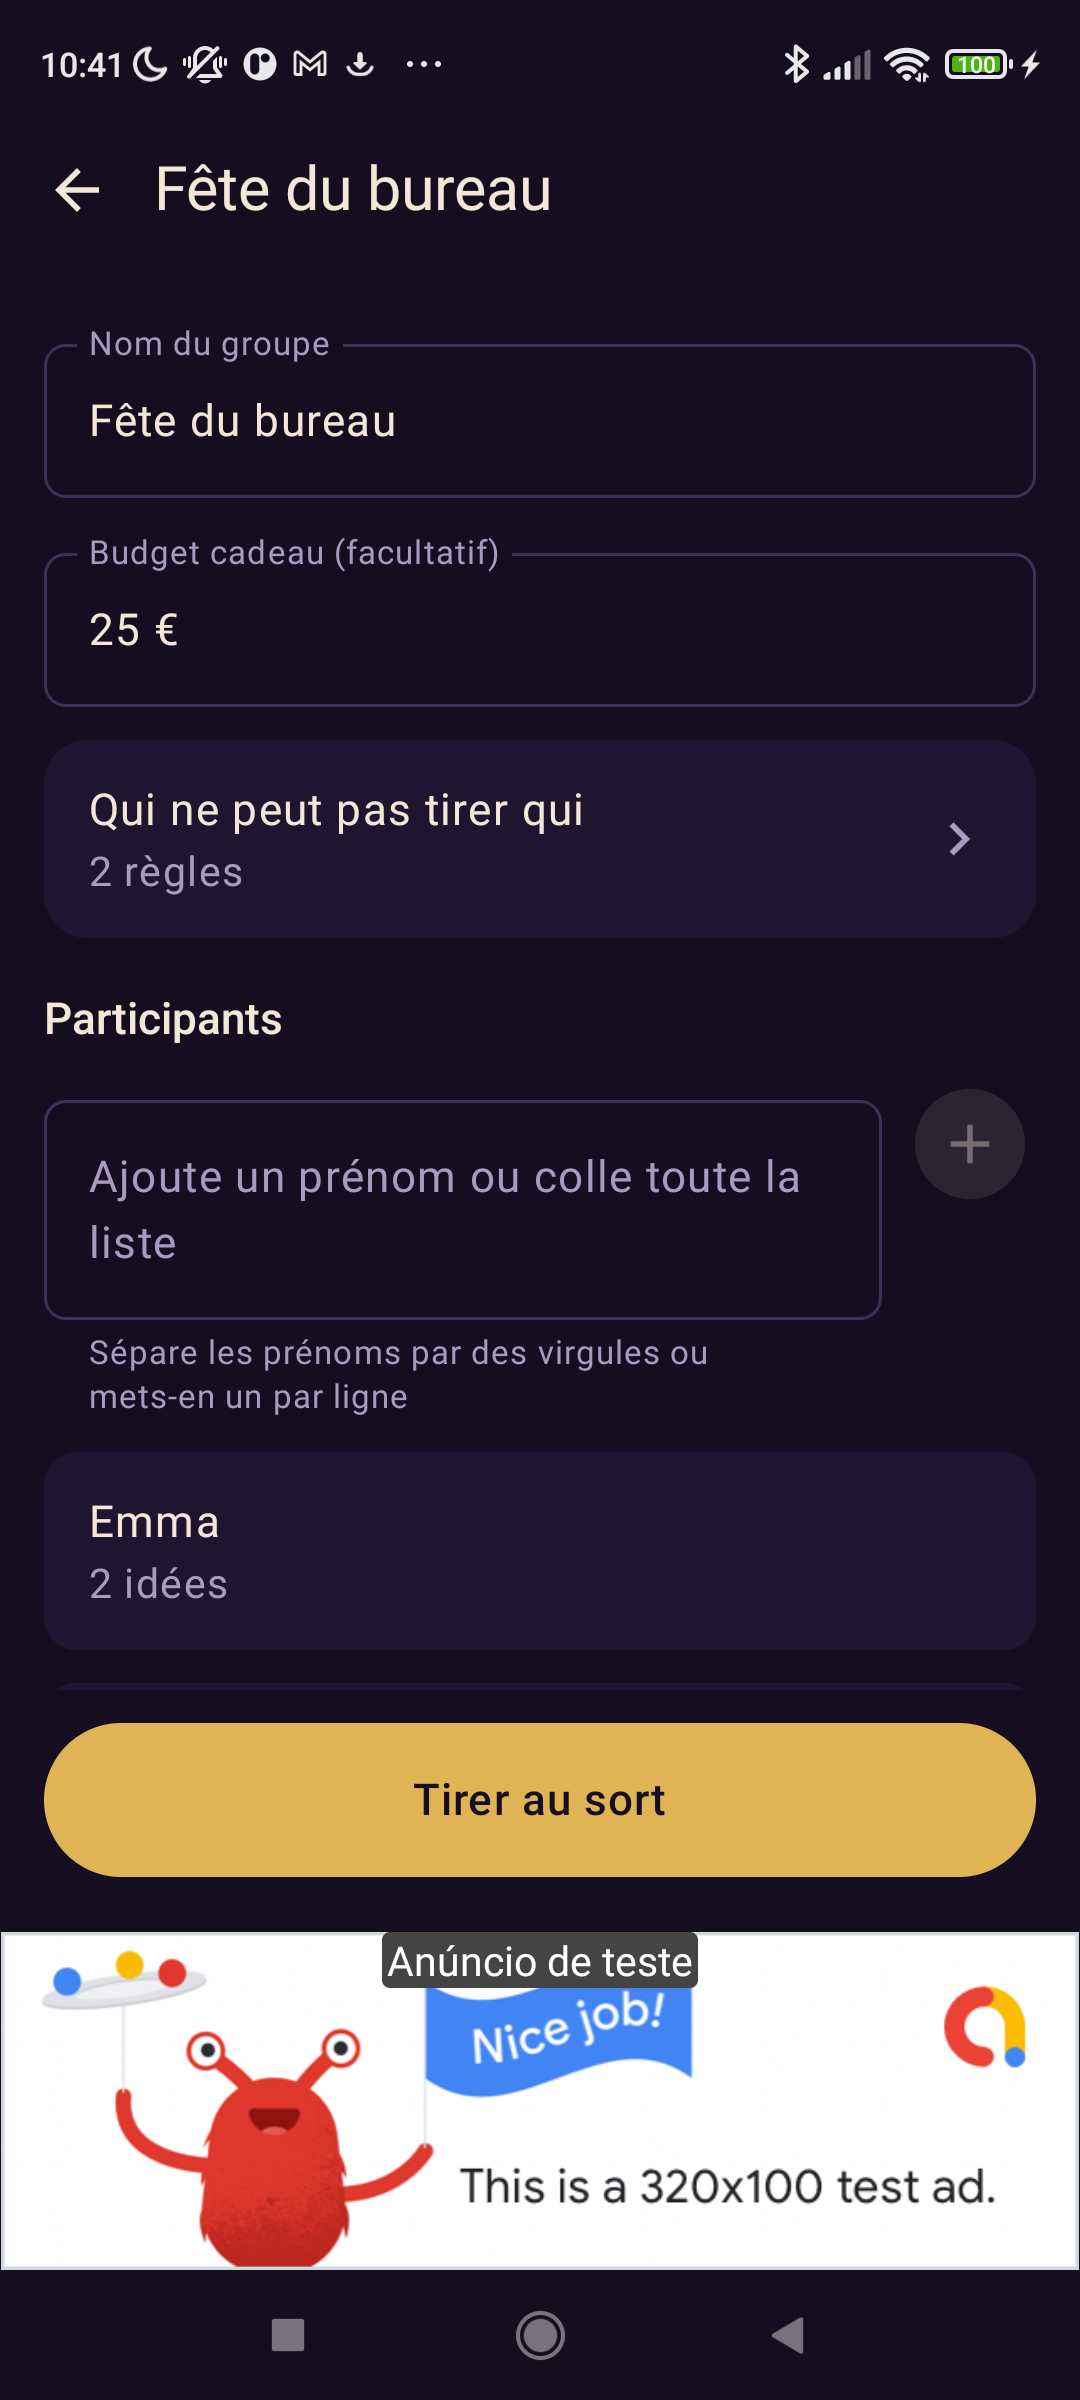 10:41
100
Fête du bureau
Nom du groupe
Fête du bureau
Budget cadeau (facultatif)
25 €
Qui ne peut pas tirer qui
2 règles
Participants
Ajoute un prénom ou colle toute la
liste
Sépare les prénoms par des virgules ou
mets-en un par ligne
Emma
2 idées
Tirer au sort
Anúncio de teste
Nice job!
This is a 320x100 test ad.